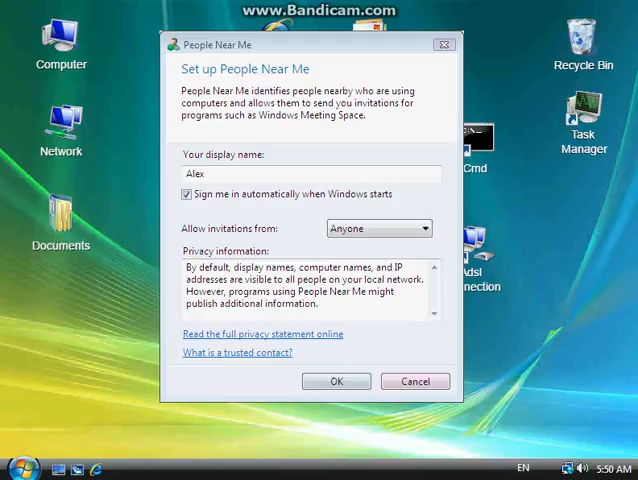 www.Bandicam.com
People Near Me
Set up People Near Me
People Near Me identifies people nearby who are using
computers and allows them to send you invitations for
programs such as Windows Meeting Space.
Your display name:
Alex
Sign me in automatically when Windows starts
Allow invitations from:
Anyone
Privacy information:
By default, display names, computer names, and IP
addresses are visible to all people on your local network.
However, programs using People Near Me might
publish additional information.
Read the full privacy statement online
What is a trusted contact?
OK
Cancel
Computer
Network
Documents
Recycle Bin
Task
Manager
Cmd
Adsl
nnection
EN
5:50 AM